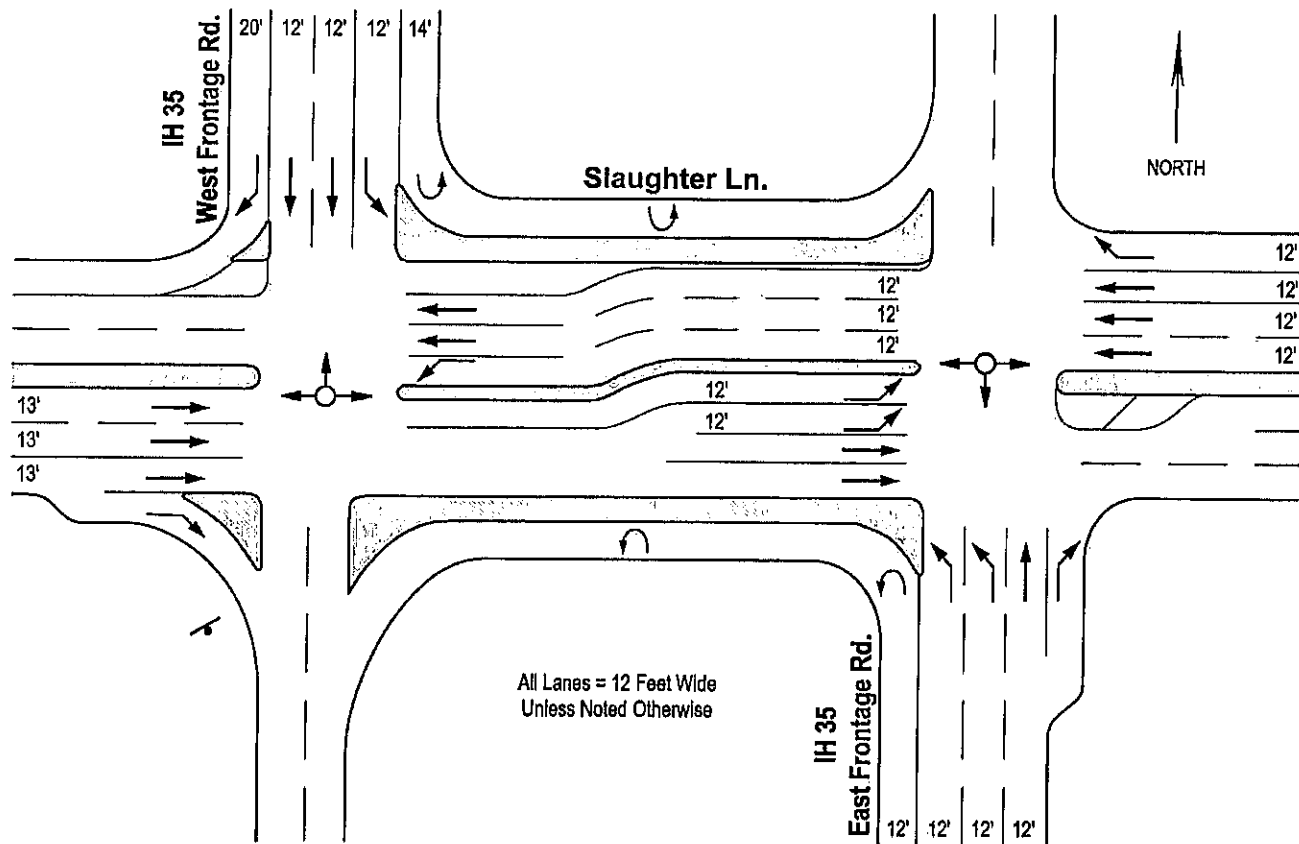 20' 12' 12' 12' 14'
IH 35
West Frontage Rd.
NORTH
Slaughter Ln.
12'
12'
12'
12'
12'
12'
12'
13'
13'
13'
12'
12'
All Lanes = 12 Feet Wide
Unless Noted Otherwise
IH 35
East Frontage Rd.
12' 12' 12' 12'